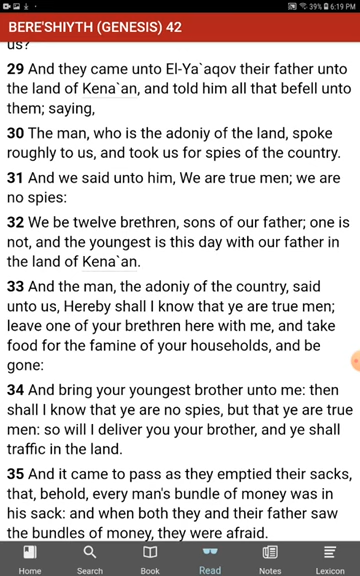 39% 6:19 PM
BERE'SHIYTH (GENESIS) 42
us?
29 And they came unto El-Ya`aqov their father unto
the land of Kena`an, and told him all that befell unto
them; saying,
30 The man, who is the adoniy of the land, spoke
roughly to us, and took us for spies of the country.
31 And we said unto him, We are true men; we are
no spies:
32 We be twelve brethren, sons of our father; one is
not, and the youngest is this day with our father in
the land of Kena`an.
33 And the man, the adoniy of the country, said
unto us, Hereby shall I know that ye are true men;
leave one of your brethren here with me, and take
food for the famine of your households, and be
gone:
34 And bring your youngest brother unto me: then
shall I know that ye are no spies, but that ye are true
men: so will I deliver you your brother, and ye shall
traffic in the land.
35 And it came to pass as they emptied their sacks,
that, behold, every man's bundle of money was in
his sack: and when both they and their father saw
the bundles of money, they were afraid.
Home Search Book Read Notes Lexicon